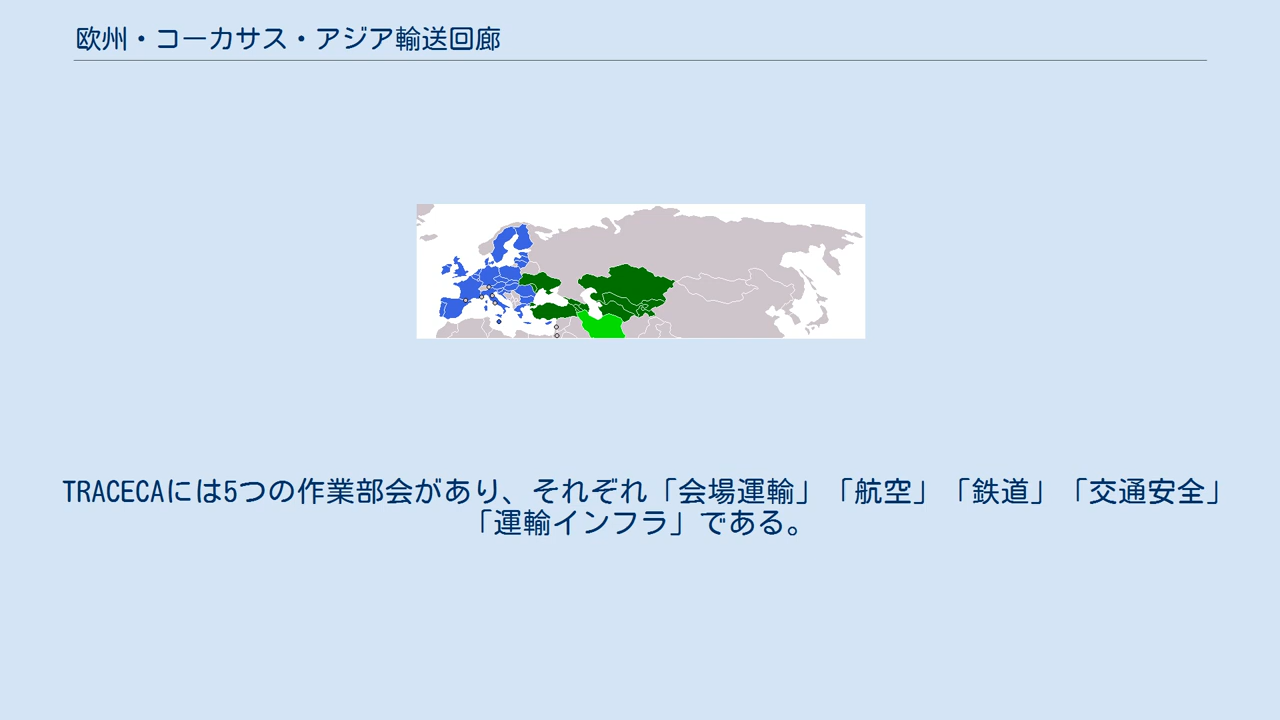 欧州・コーカサス・アジア輸送回廊
TRACECAには5つの作業部会があり、それぞれ「会場運輸」「航空」「鉄道」「交通安全」
「運輸インフラ」である。